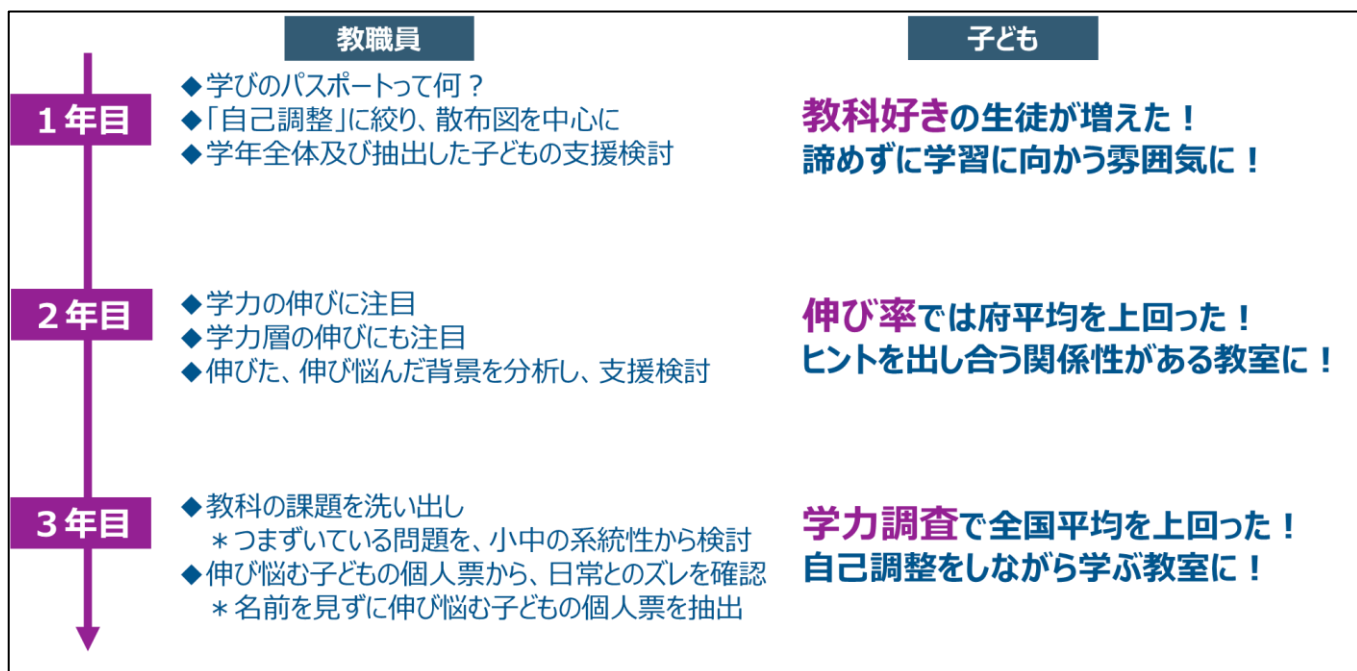 教職員
子ども
1年目
◆学びのパスポートって何？
◆「自己調整」に絞り、散布図を中心に
◆学年全体及び抽出した子どもの支援検討
教科好きの生徒が増えた！
諦めずに学習に向かう雰囲気に！
2年目
◆学力の伸びに注目
◆学力層の伸びにも注目
◆伸びた、伸び悩んだ背景を分析し、支援検討
伸び率では府平均を上回った！
ヒントを出し合う関係性がある教室に！
3年目
◆教科の課題を洗い出し
＊つまずいている問題を、小中の系統性から検討
◆伸び悩む子どもの個人票から、日常とのズレを確認
＊名前を見ずに伸び悩む子どもの個人票を抽出
学力調査で全国平均を上回った！
自己調整をしながら学ぶ教室に！